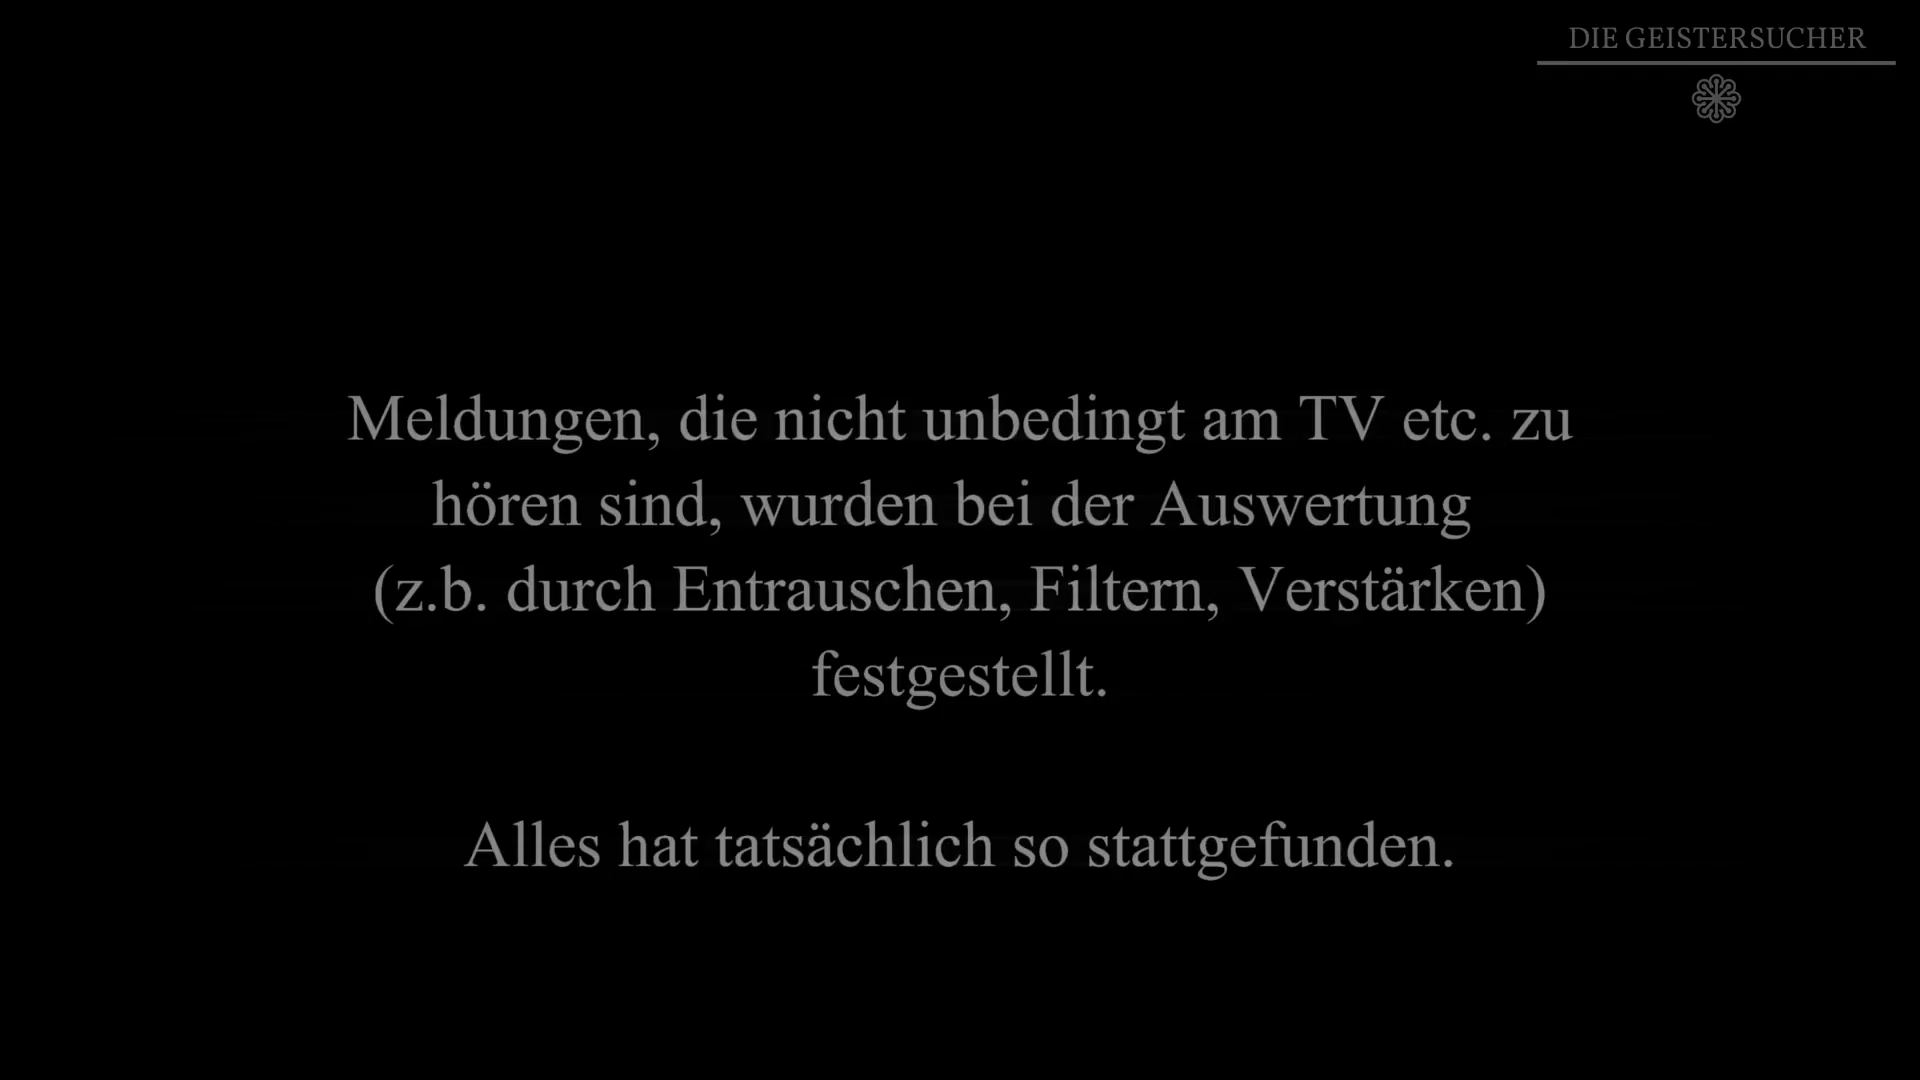 DIE GEISTERSUCHER
Meldungen, die nicht unbedingt am TV etc. zu
hören sind, wurden bei der Auswertung
(z.b. durch Entrauschen, Filtern, Verstärken)
festgestellt.
Alles hat tatsächlich so stattgefunden.